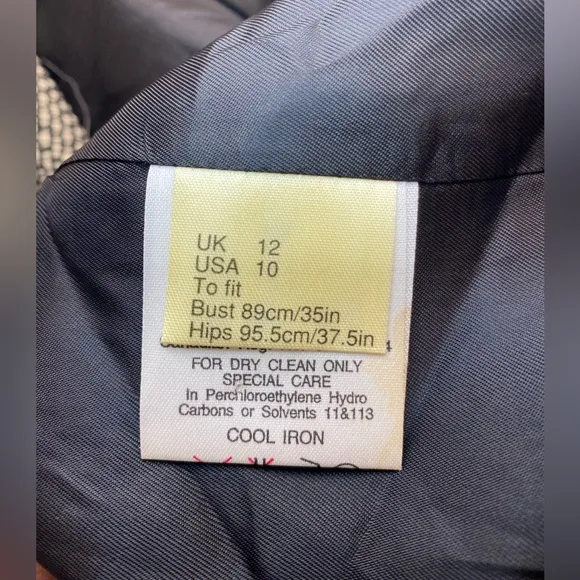 UK 12
USA 10
To fit
Bust 89cm/35in
Hips 95.5cm/37.5in
FOR DRY CLEAN ONLY
SPECIAL CARE
In Perchloroethylene Hydro
Carbons or Solvents 11&113
COOL IRON